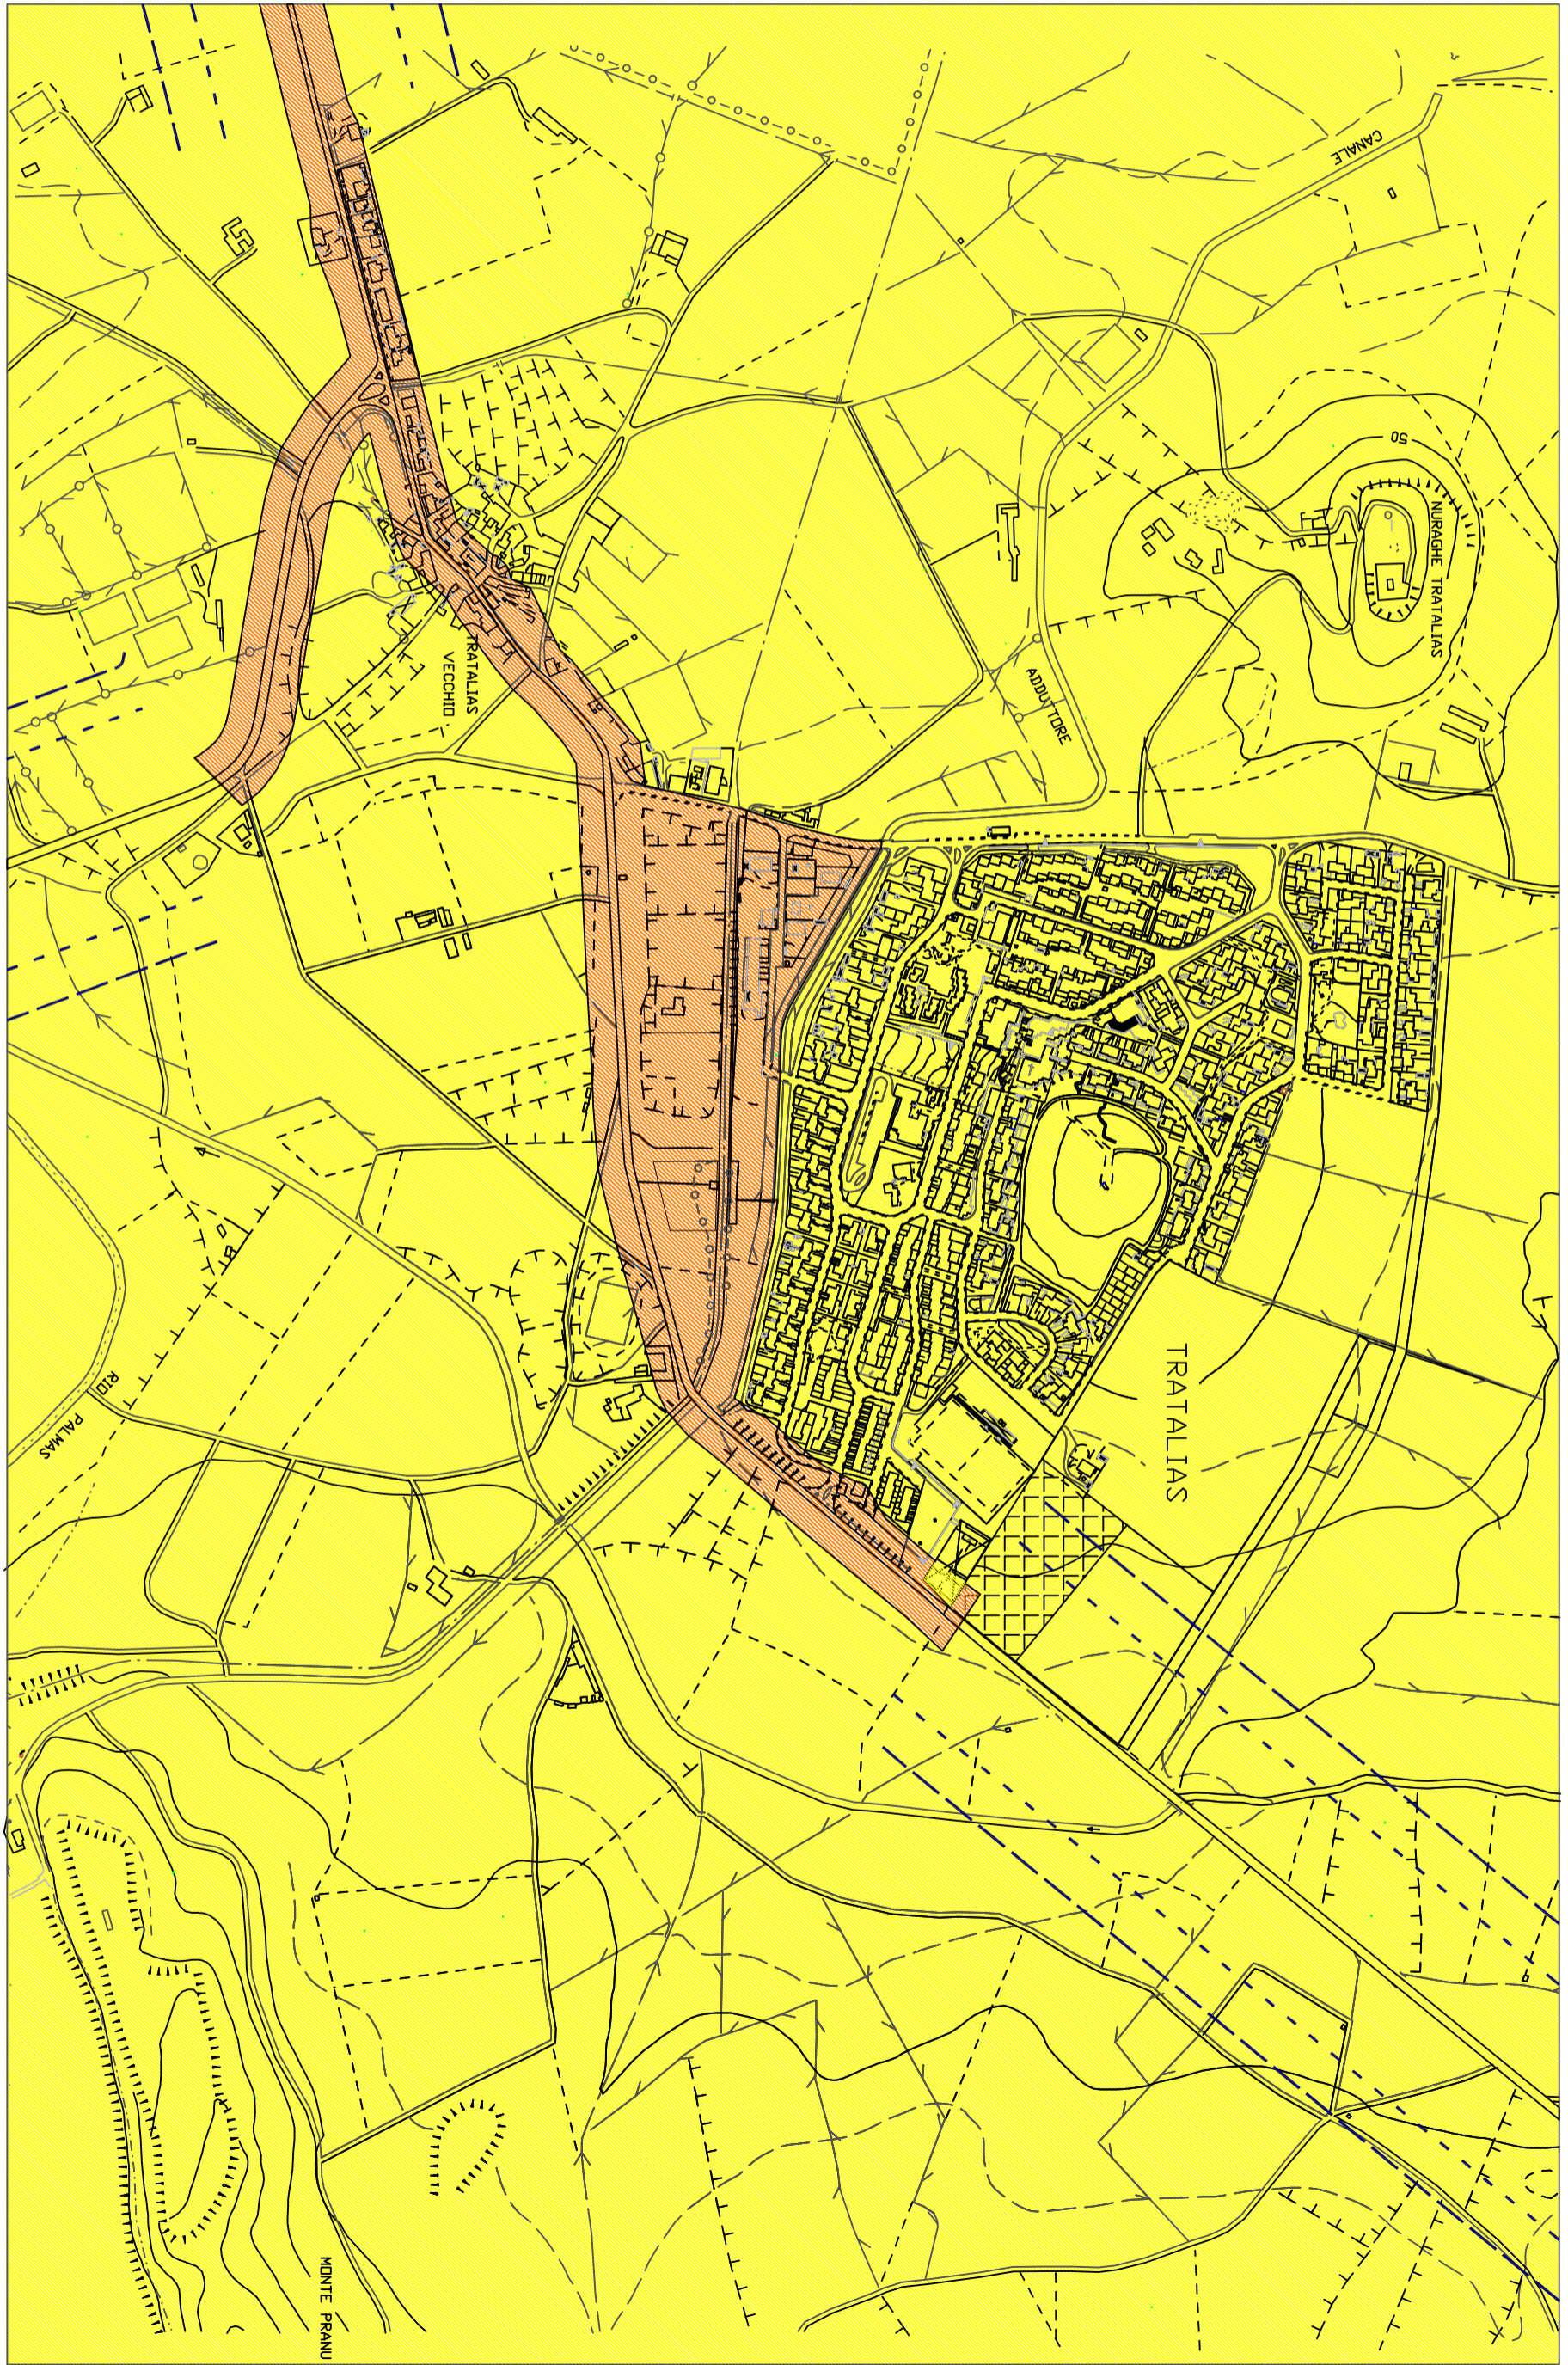 CANALE
50
NURAGHE TRATALIAS
ADDUTTORE
TRATALIAS
VECCHIO
TRATALIAS
RIO
PALMAS
MONTE PRANU